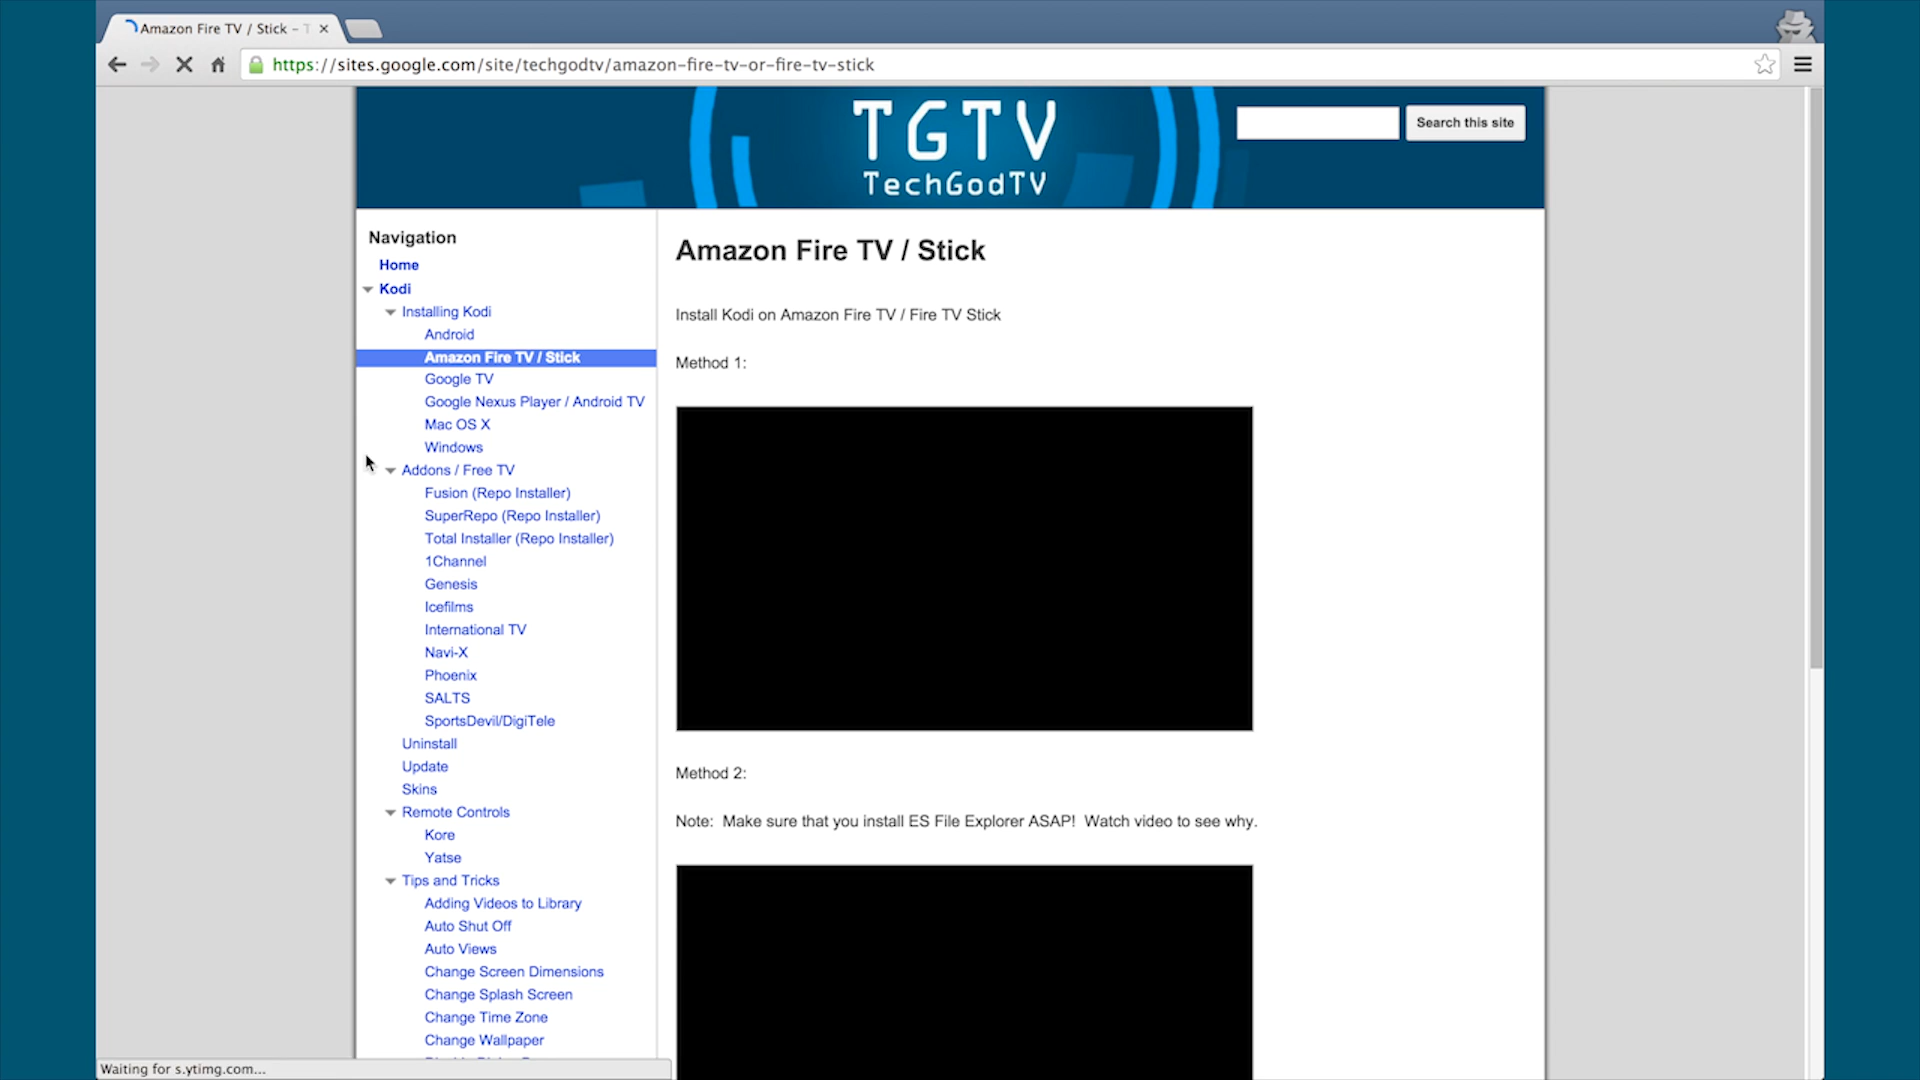 Amazon Fire TV / Stick - T
https://sites.google.com/site/techgodtv/amazon-fire-tv-or-fire-tv-stick
TGTV
TechGodTV
Search this site
Navigation
Home
Kodi
Installing Kodi
Android
Amazon Fire TV / Stick
Google TV
Google Nexus Player / Android TV
Mac OS X
Windows
Addons / Free TV
Fusion (Repo Installer)
SuperRepo (Repo Installer)
Total Installer (Repo Installer)
1Channel
Genesis
Icefilms
International TV
Navi-X
Phoenix
SALTS
SportsDevil/DigiTele
Uninstall
Update
Skins
Remote Controls
Kore
Yatse
Tips and Tricks
Adding Videos to Library
Auto Shut Off
Auto Views
Change Screen Dimensions
Change Splash Screen
Change Time Zone
Change Wallpaper
Amazon Fire TV / Stick
Install Kodi on Amazon Fire TV / Fire TV Stick
Method 1:
Method 2:
Note:  Make sure that you install ES File Explorer ASAP!  Watch video to see why.
Waiting for s.ytimg.com...